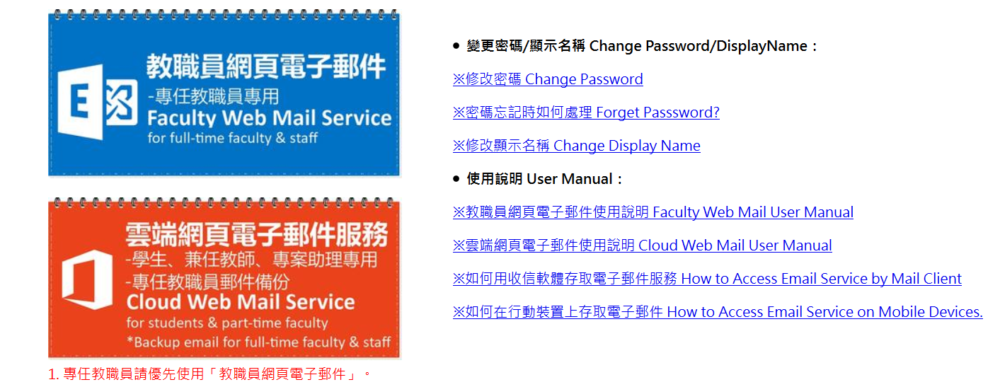 教職員網頁電子郵件
-專任教職員專用
Faculty Web Mail Service
for full-time faculty & staff
雲端網頁電子郵件服務
-學生、兼任教師、專案助理專用
-專任教職員郵件備份
Cloud Web Mail Service
for students & part-time faculty
*Backup email for full-time faculty & staff
1. 專任教職員請優先使用「教職員網頁電子郵件」。
● 變更密碼/顯示名稱 Change Password/DisplayName：
※修改密碼 Change Password
※密碼忘記時如何處理 Forget Passsword?
※修改顯示名稱 Change Display Name
● 使用說明 User Manual：
※教職員網頁電子郵件使用說明 Faculty Web Mail User Manual
※雲端網頁電子郵件使用說明 Cloud Web Mail User Manual
※如何用收信軟體存取電子郵件服務 How to Access Email Service by Mail Client
※如何在行動裝置上存取電子郵件 How to Access Email Service on Mobile Devices.